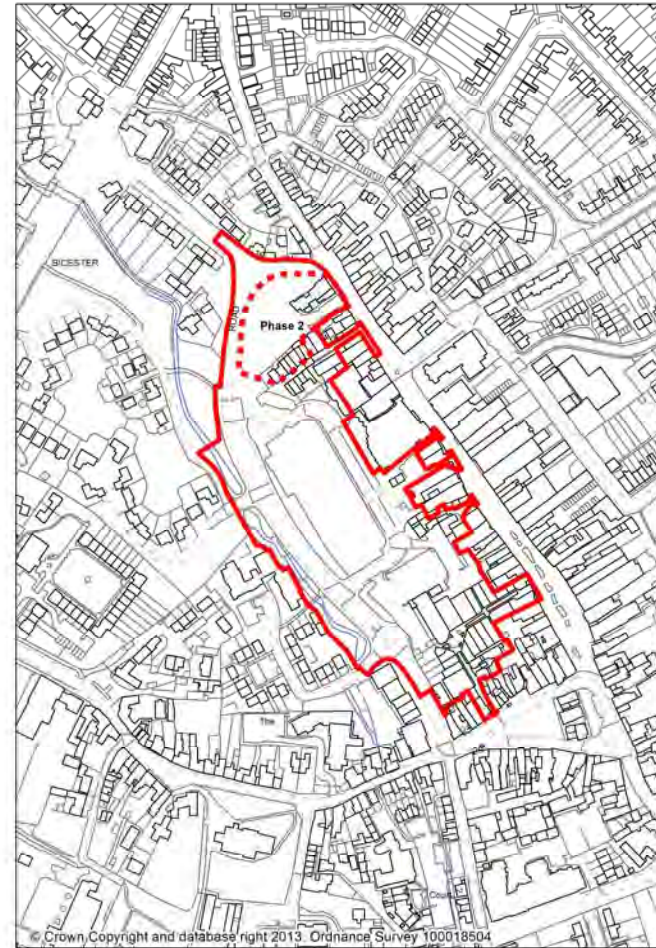 BICESTER
ROAD
Phase 2
The
Court
© Crown Copyright and database right 2013. Ordnance Survey 100018504